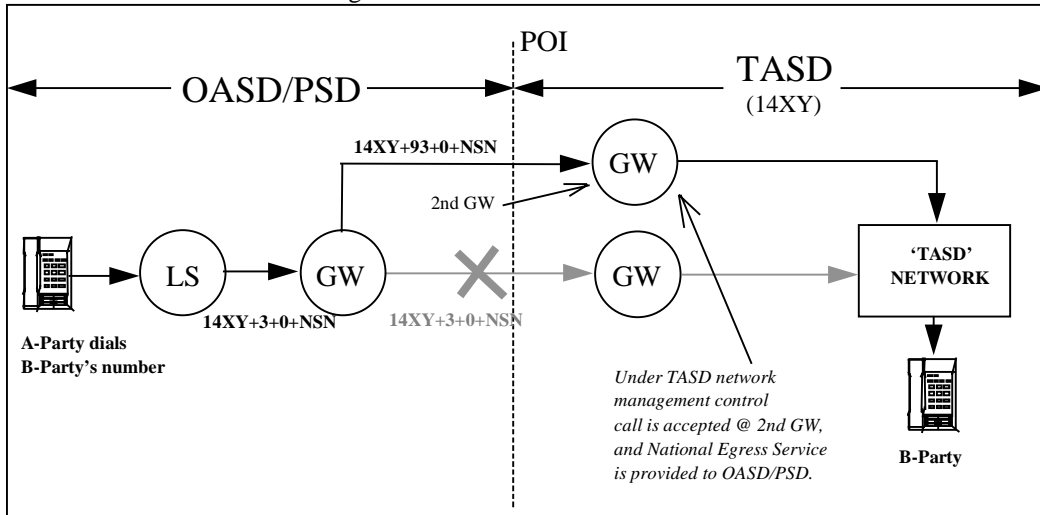 POI
OASD/PSD
TASD
(14XY)
14XY+93+0+NSN
GW
2nd GW
LS
GW
GW
‘TASD’
NETWORK
14XY+3+0+NSN
14XY+3+0+NSN
A-Party dials
B-Party’s number
Under TASD network
management control
call is accepted @ 2nd GW,
and National Egress Service
is provided to OASD/PSD.
B-Party